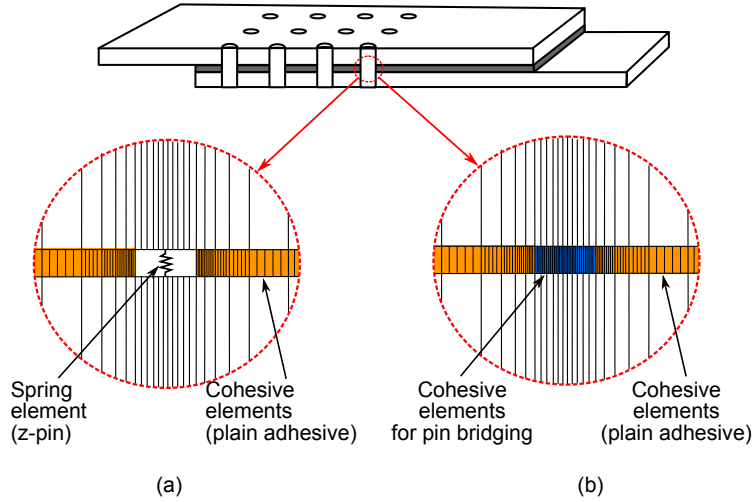 Spring
element
(z-pin)
Cohesive
elements
(plain adhesive)
Cohesive
elements
for pin bridging
Cohesive
elements
(plain adhesive)
(a)
(b)